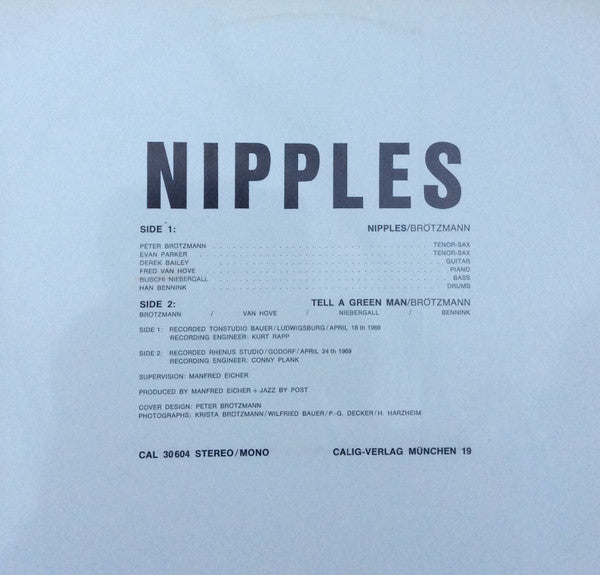 NIPPLES
SIDE 1: NIPPLES/BRÖTZMANN
PETER BRÖTZMANN . . . . . . . . . . . . . . . . . . . . . . . . . . . . . . TENOR-SAX
EVAN PARKER . . . . . . . . . . . . . . . . . . . . . . . . . . . . . . TENOR-SAX
DEREK BAILEY . . . . . . . . . . . . . . . . . . . . . . . . . . . . . . GUITAR
FRED VAN HOVE . . . . . . . . . . . . . . . . . . . . . . . . . . . . . . PIANO
BUSCHI NIEBERGALL . . . . . . . . . . . . . . . . . . . . . . . . . . . . . . BASS
HAN BENNINK . . . . . . . . . . . . . . . . . . . . . . . . . . . . . . DRUMS
SIDE 2: TELL A GREEN MAN/BRÖTZMANN
BRÖTZMANN / VAN HOVE / NIEBERGALL / BENNINK
SIDE 1: RECORDED TONSTUDIO BAUER/LUDWIGSBURG/APRIL 18th 1969
RECORDING ENGINEER: KURT RAPP
SIDE 2: RECORDED RHENUS STUDIO/GODORF/APRIL 24th 1969
RECORDING ENGINEER: CONNY PLANK
SUPERVISION: MANFRED EICHER
PRODUCED BY MANFRED EICHER + JAZZ BY POST
COVER DESIGN: PETER BRÖTZMANN
PHOTOGRAPHS: KRISTA BRÖTZMANN/WILFRIED BAUER/P.-G. DECKER/H. HARZHEIM
CAL 30604 STEREO/MONO CALIG-VERLAG MÜNCHEN 19